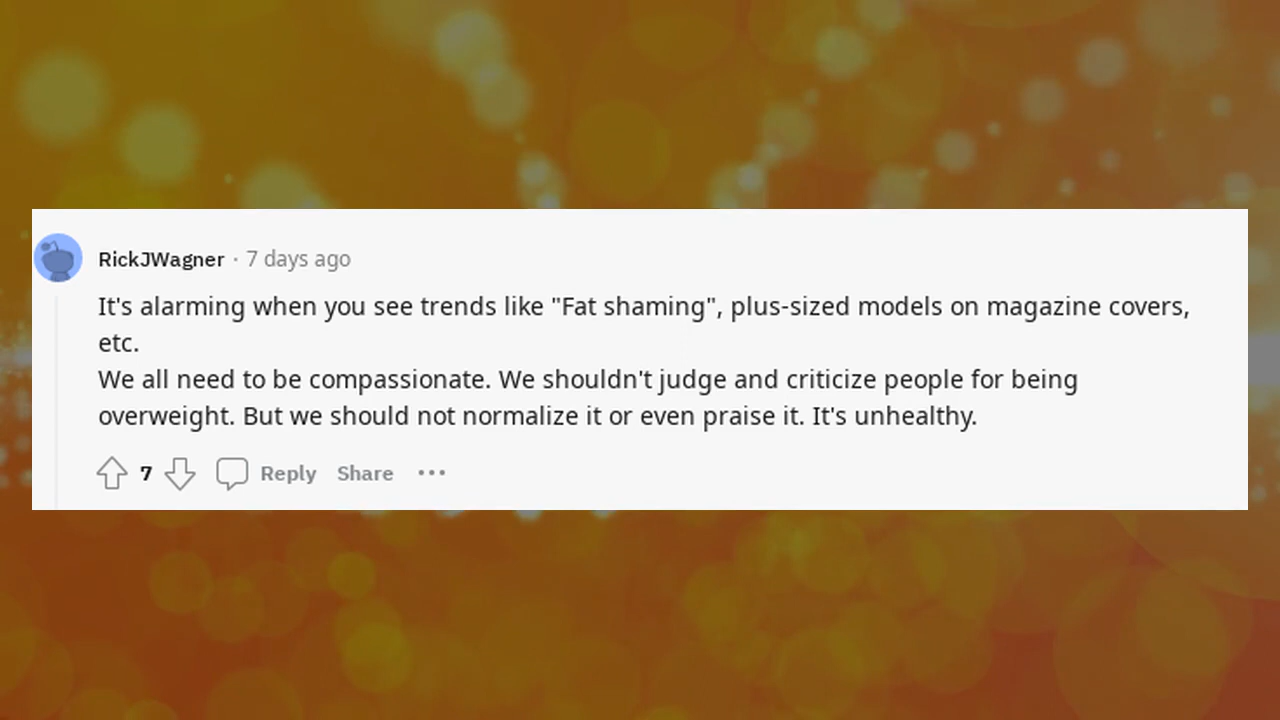 RickJWagner · 7 days ago
It's alarming when you see trends like "Fat shaming", plus-sized models on magazine covers,
etc.
We all need to be compassionate. We shouldn't judge and criticize people for being
overweight. But we should not normalize it or even praise it. It's unhealthy.
7 Reply Share •••